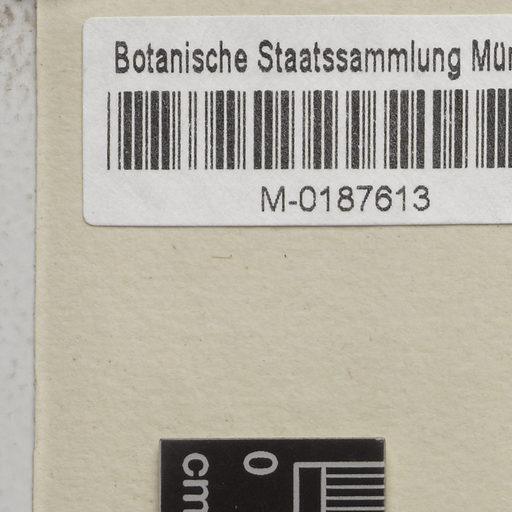 Botanische Staatssammlung Mün
M-0187613
0
cm